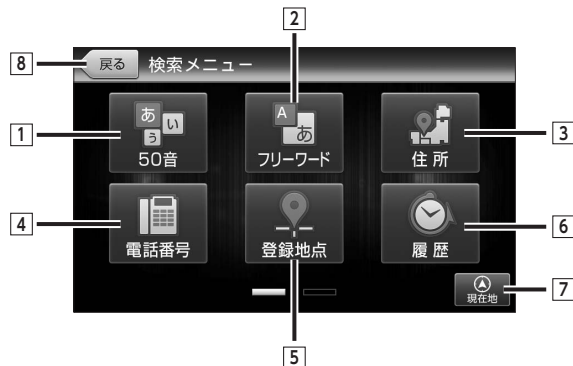 2
8
戻る 検索メニュー
あ い う
A あ
1
3
50音 フリーワード 住所
4
6
電話番号 登録地点 履歴
現在地
7
5